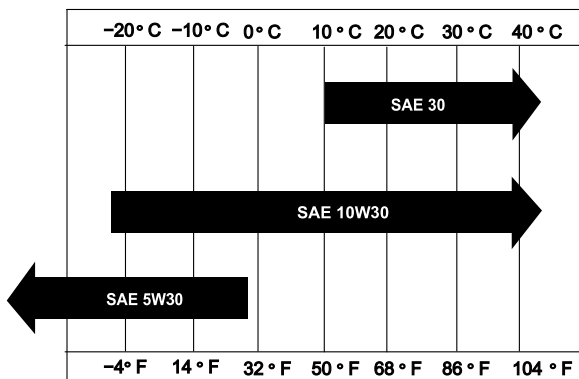 −20° C −10° C 0° C 10° C 20° C 30° C 40° C
SAE 30
SAE 10W30
SAE 5W30
−4° F 14° F 32° F 50° F 68° F 86° F 104° F